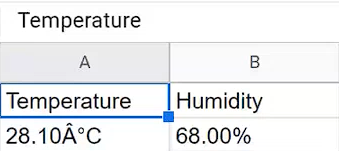 Temperature
A B
Temperature Humidity
28.10Â°C 68.00%